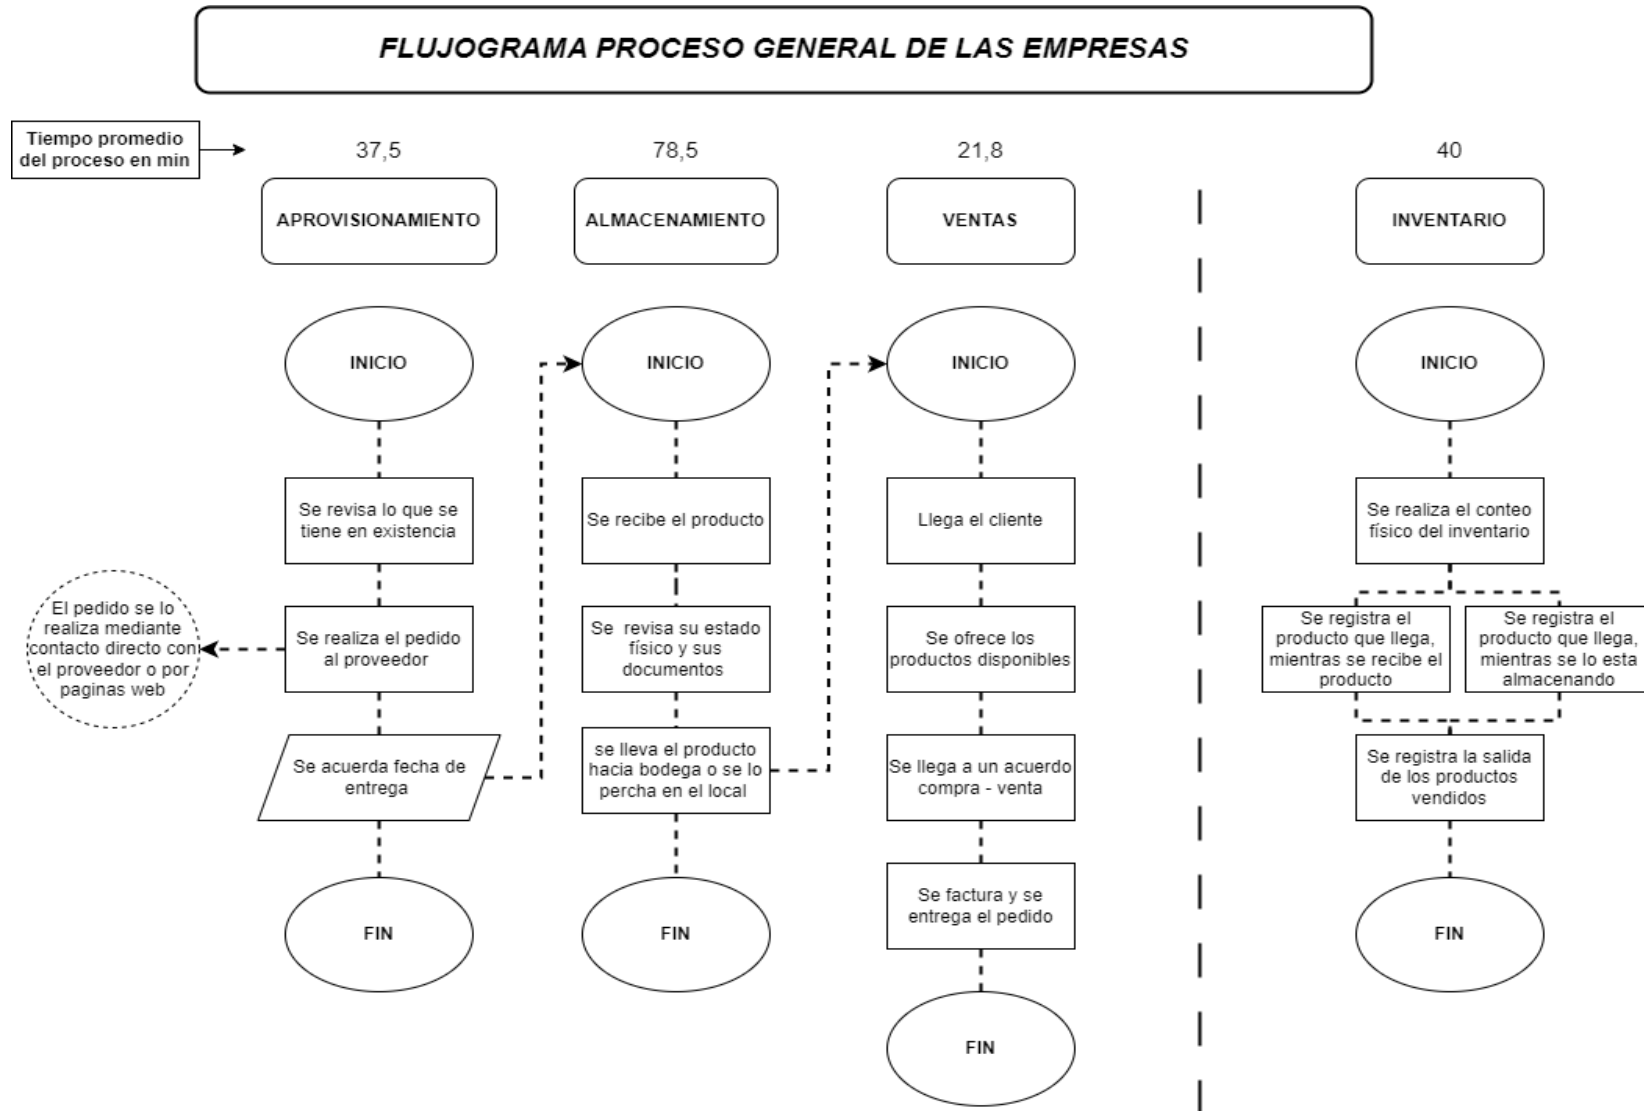 FLUJOGRAMA PROCESO GENERAL DE LAS EMPRESAS
Tiempo promedio
del proceso en min
37,5
78,5
21,8
40
APROVISIONAMIENTO
ALMACENAMIENTO
VENTAS
INVENTARIO
INICIO
INICIO
INICIO
INICIO
Se revisa lo que se
tiene en existencia
Se recibe el producto
Llega el cliente
Se realiza el conteo
físico del inventario
El pedido se lo
realiza mediante
contacto directo con
el proveedor o por
paginas web
Se realiza el pedido
al proveedor
Se revisa su estado
físico y sus
documentos
Se ofrece los
productos disponibles
Se registra el
producto que llega,
mientras se recibe el
producto
Se registra el
producto que llega,
mientras se lo esta
almacenando
Se acuerda fecha de
entrega
se lleva el producto
hacia bodega o se lo
percha en el local
Se llega a un acuerdo
compra - venta
Se registra la salida
de los productos
vendidos
Se factura y se
entrega el pedido
FIN
FIN
FIN
FIN